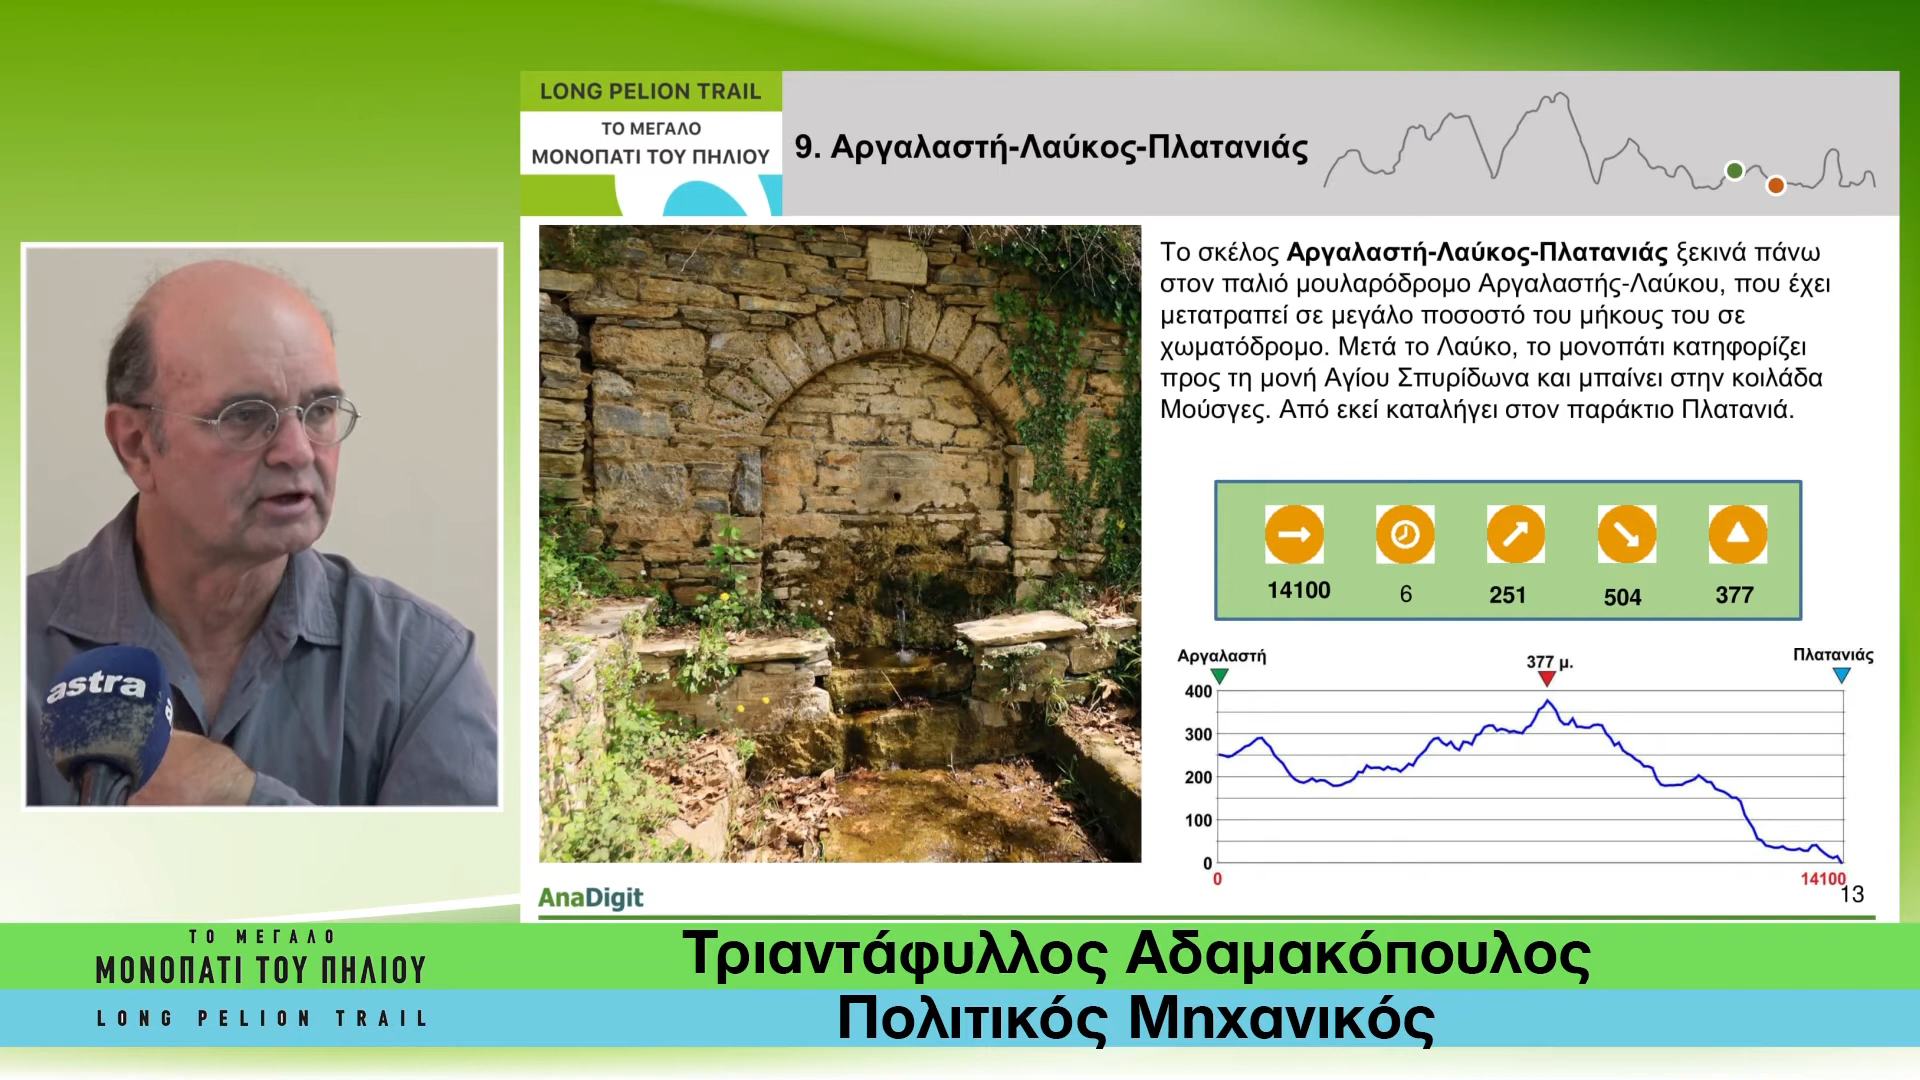 LONG PELION TRAIL
ΤΟ ΜΕΓΑΛΟ
ΜΟΝΟΠΑΤΙ ΤΟΥ ΠΗΛΙΟΥ
9. Αργαλαστή-Λαύκος-Πλατανιάς
Το σκέλος Αργαλαστή-Λαύκος-Πλατανιάς ξεκινά πάνω
στον παλιό μουλαρόδρομο Αργαλαστής-Λαύκου, που έχει
μετατραπεί σε μεγάλο ποσοστό του μήκους του σε
χωματόδρομο. Μετά το Λαύκο, το μονοπάτι κατηφορίζει
προς τη μονή Αγίου Σπυρίδωνα και μπαίνει στην κοιλάδα
Μούσγες. Από εκεί καταλήγει στον παράκτιο Πλατανιά.
14100 6 251 504 377
Αργαλαστή 377 μ. Πλατανιάς
400
300
200
100
0
0 14100
13
astra
AnaDigit
ΤΟ ΜΕΓΑΛΟ
ΜΟΝΟΠΑΤΙ ΤΟΥ ΠΗΛΙΟΥ
LONG PELION TRAIL
Τριαντάφυλλος Αδαμακόπουλος
Πολιτικός Μηχανικός